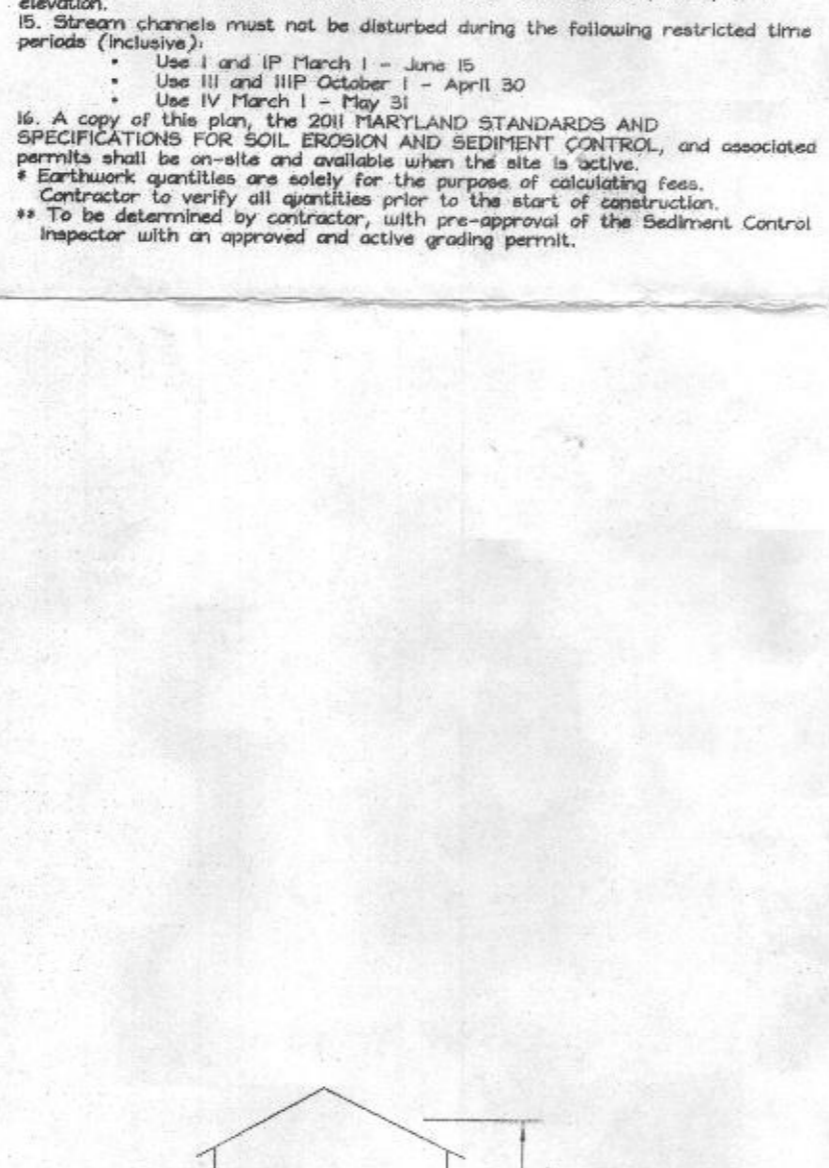 elevation.
15. Stream channels must not be disturbed during the following restricted time
periods (inclusive):
• Use I and IP March 1 - June 15
• Use III and IIIP October 1 - April 30
• Use IV March 1 - May 31
16. A copy of this plan, the 2011 MARYLAND STANDARDS AND
SPECIFICATIONS FOR SOIL EROSION AND SEDIMENT CONTROL, and associated
permits shall be on-site and available when the site is active.
* Earthwork quantities are solely for the purpose of calculating fees.
Contractor to verify all quantities prior to the start of construction.
** To be determined by contractor, with pre-approval of the Sediment Control
Inspector with an approved and active grading permit.